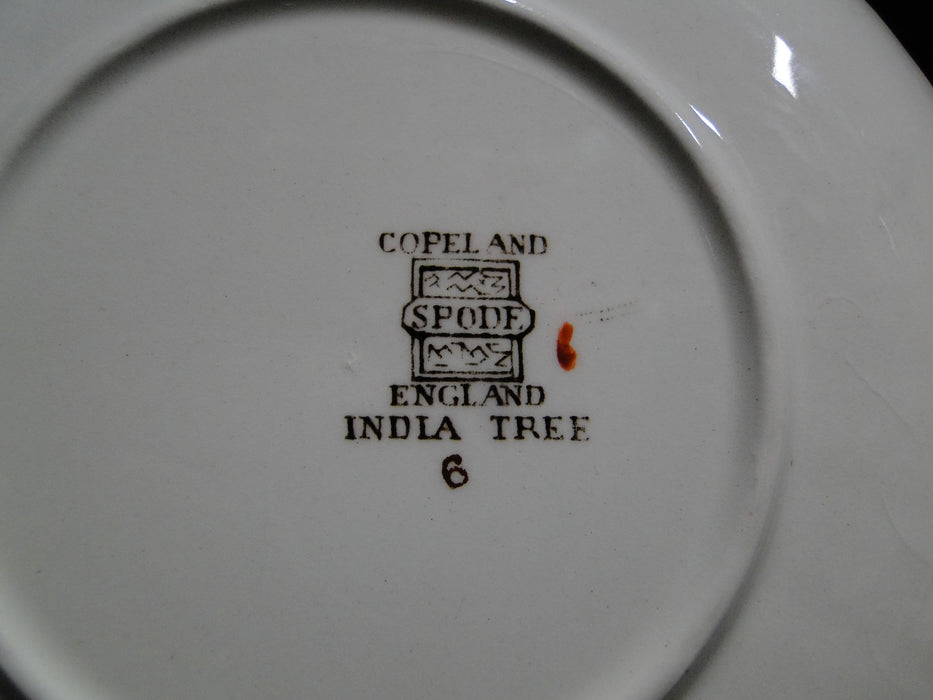 COPELAND
SPODE
ENGLAND
INDIA TREE
6